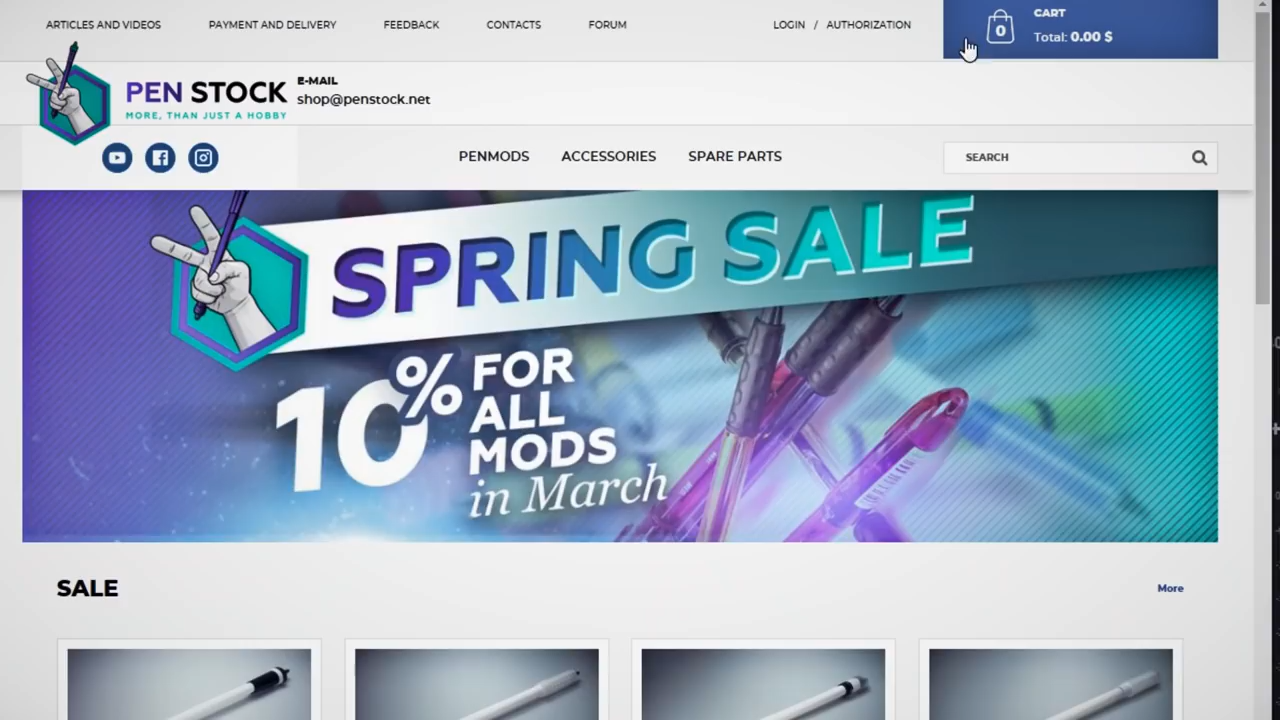 ARTICLES AND VIDEOS
PAYMENT AND DELIVERY
FEEDBACK
CONTACTS
FORUM
LOGIN / AUTHORIZATION
0
CART
Total: 0.00 $
PEN STOCK
MORE, THAN JUST A HOBBY
E-MAIL
shop@penstock.net
PENMODS
ACCESSORIES
SPARE PARTS
SEARCH
SPRING SALE
10% FOR
ALL
MODS
in March
SALE
More